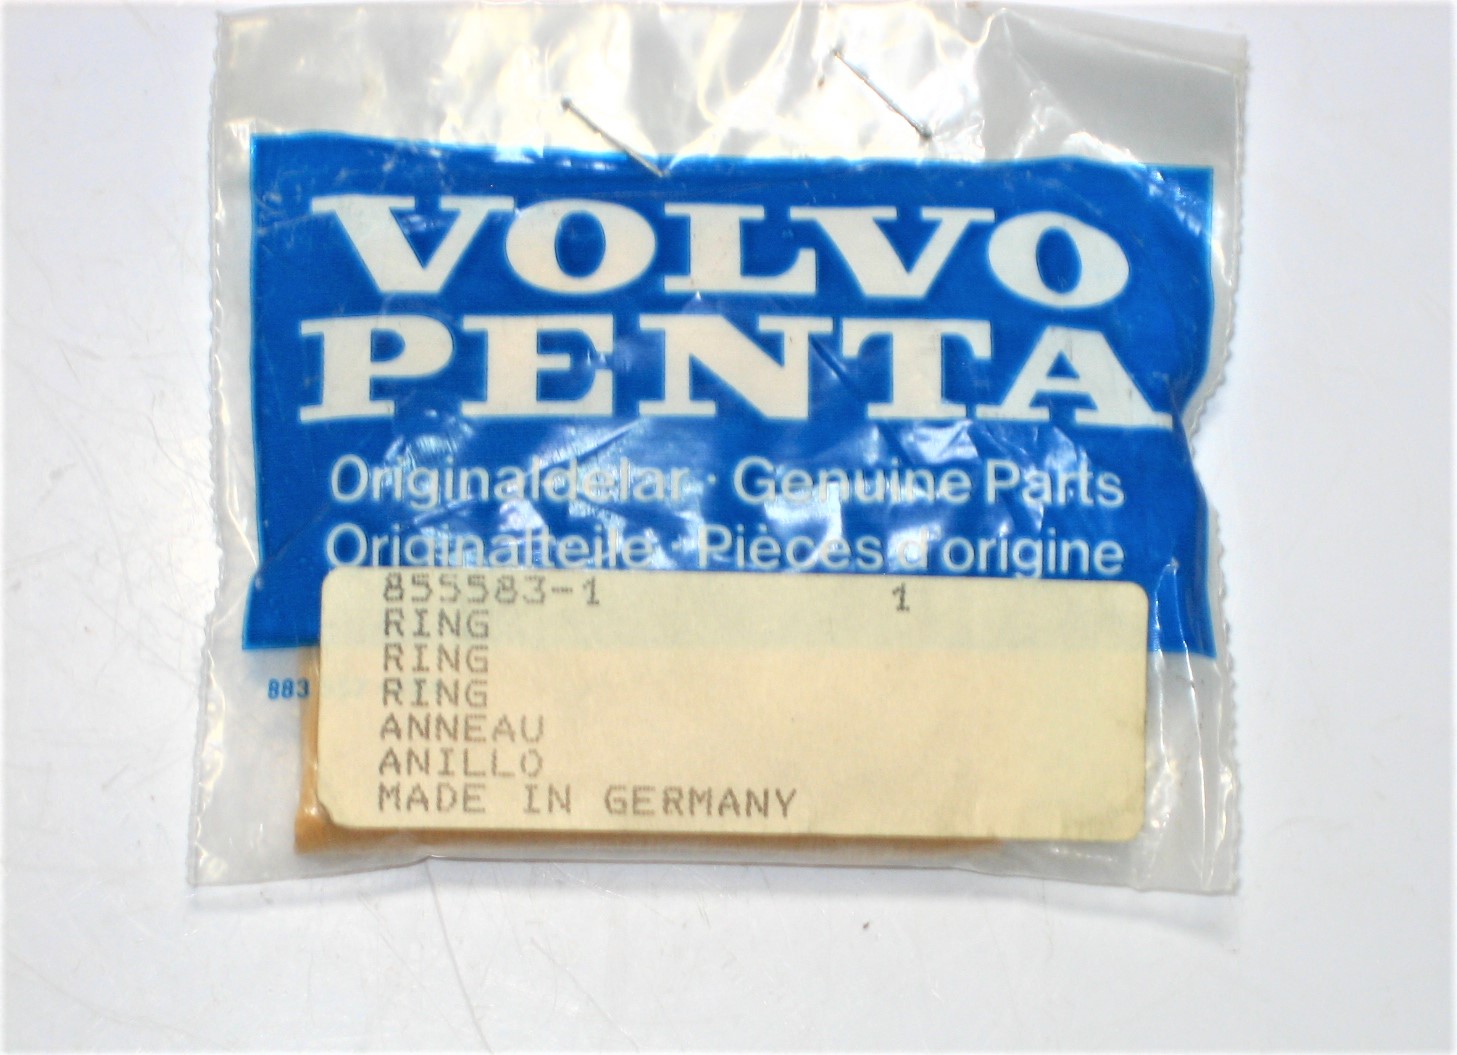 VOLVO
PENTA
Originaldelar · Genuine Parts
Originalteile · Pièces d'origine
855583-1 1
RING
RING
RING
ANNEAU
ANILLO
MADE IN GERMANY
883